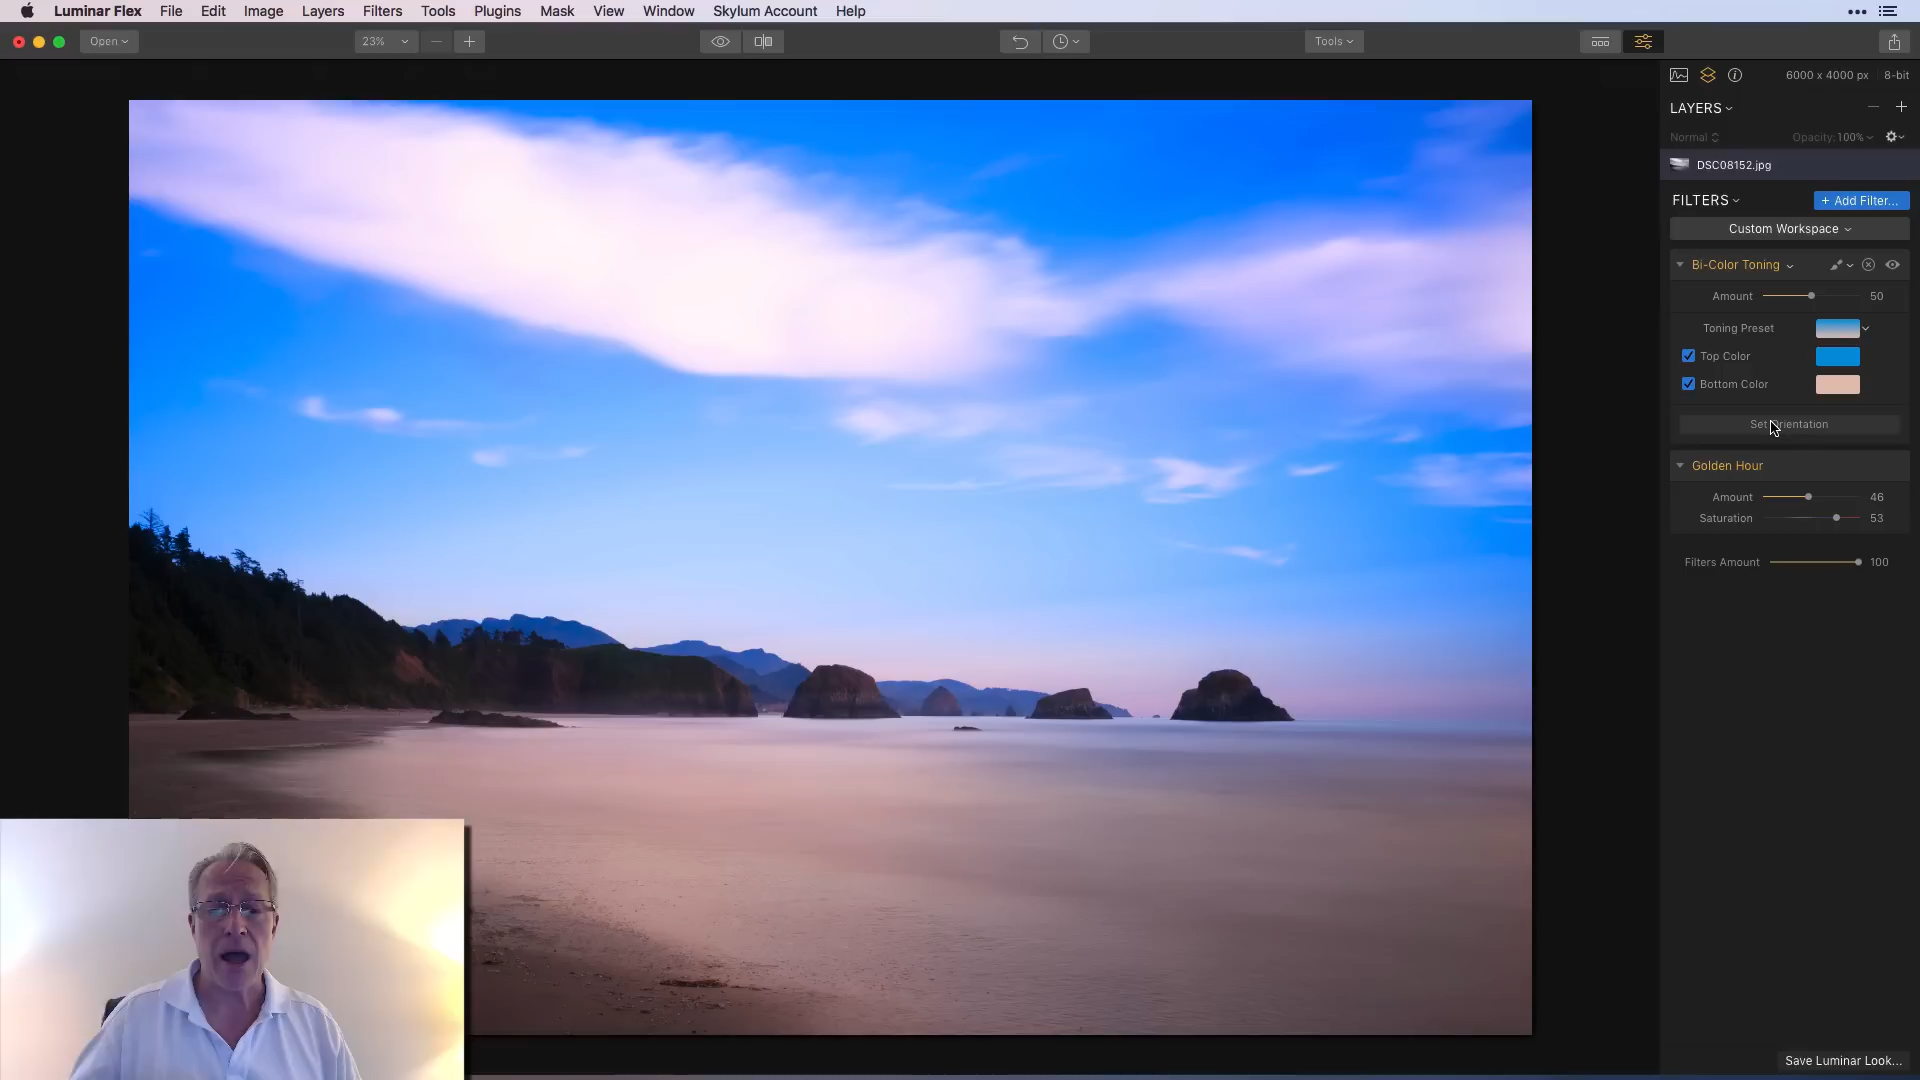 Luminar Flex File Edit Image Layers Filters Tools Plugins Mask View Window Skylum Account Help
Open 23% Tools
6000 x 4000 px 8-bit
LAYERS
Normal Opacity: 100%
DSC08152.jpg
FILTERS + Add Filter...
Custom Workspace
Bi-Color Toning
Amount 50
Toning Preset
Top Color
Bottom Color
Set Orientation
Golden Hour
Amount 46
Saturation 53
Filters Amount 100
Save Luminar Look...